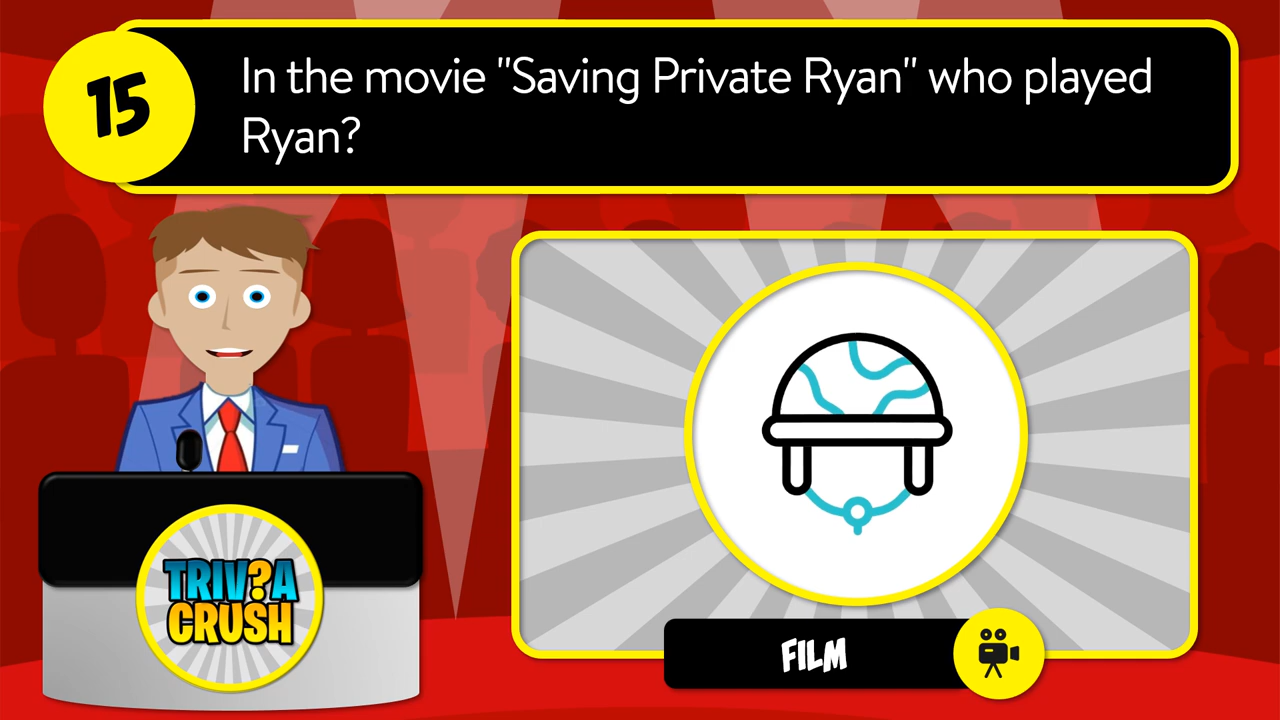 15
In the movie "Saving Private Ryan" who played
Ryan?
TRIV?A
CRUSH
FILM